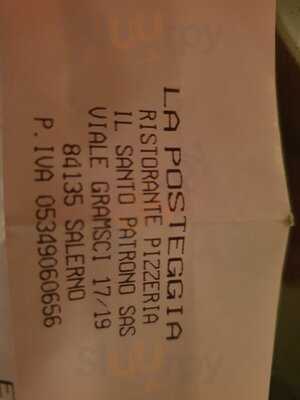 LA POSTEGGIA
RISTORANTE PIZZERIA
IL SANTO PATRONO SAS
VIALE GRAMSCI 17/19
84135 SALERNO
P. IVA 05349060656